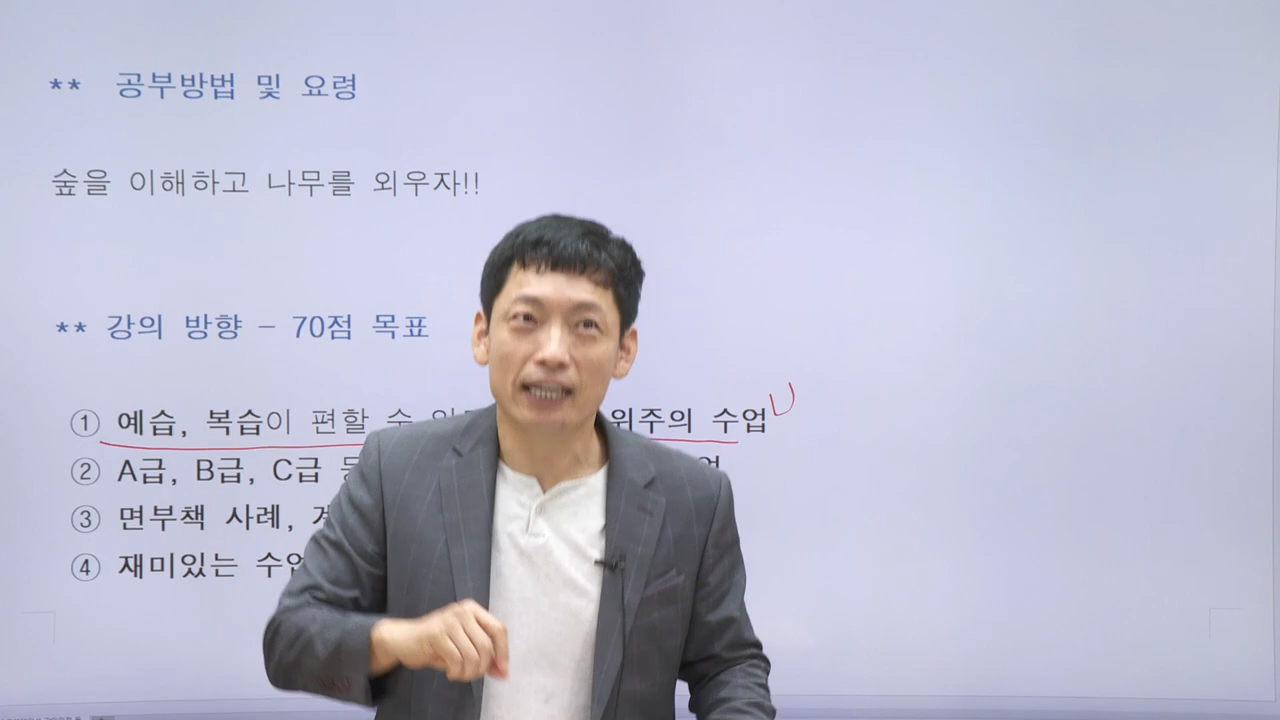 ** 공부방법 및 요령
숲을 이해하고 나무를 외우자!!
** 강의 방향 - 70점 목표
① 예습, 복습이 편할 수 위주의 수업
② A급, B급, C급
③ 면부책 사례,
④ 재미있는